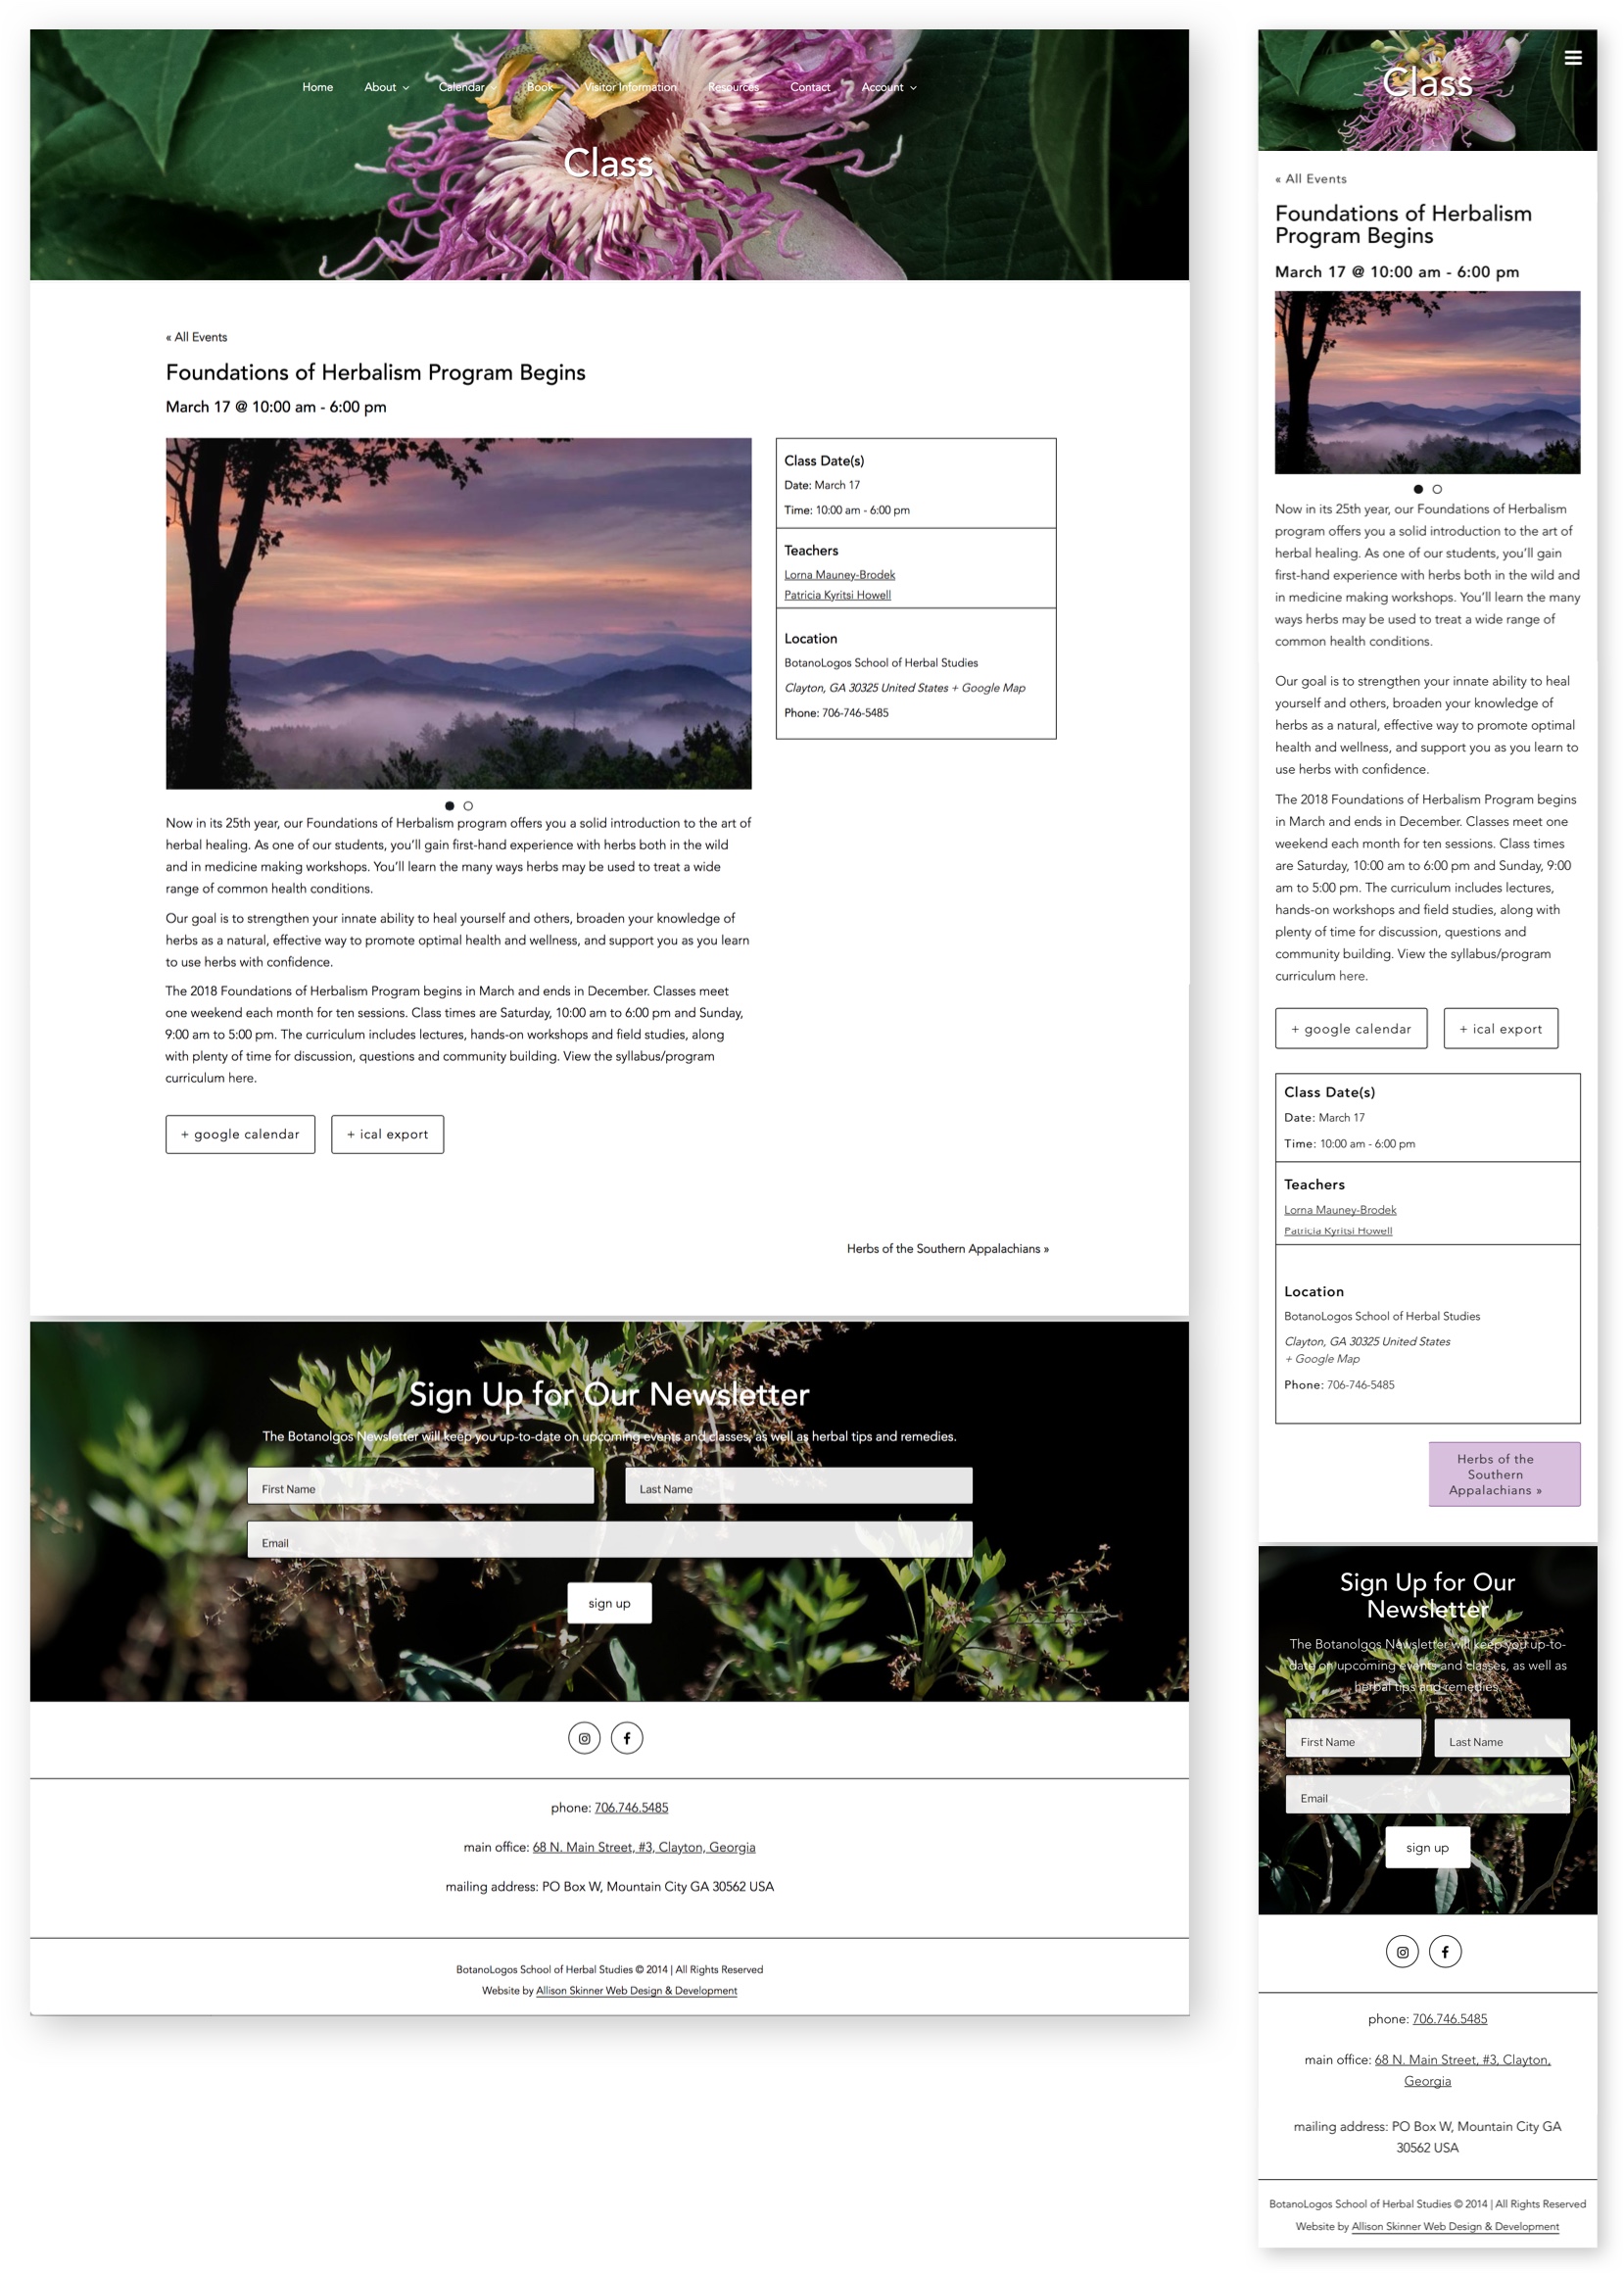 Home About Calendar Book Visitor Information Resources Contact Account
Class
« All Events
Foundations of Herbalism Program Begins
March 17 @ 10:00 am - 6:00 pm
Class Date(s)
Date: March 17
Time: 10:00 am - 6:00 pm
Teachers
Lorna Mauney-Brodek
Patricia Kyritsi Howell
Location
BotanoLogos School of Herbal Studies
Clayton, GA 30325 United States + Google Map
Phone: 706-746-5485
Now in its 25th year, our Foundations of Herbalism program offers you a solid introduction to the art of
herbal healing. As one of our students, you'll gain first-hand experience with herbs both in the wild
and in medicine making workshops. You'll learn the many ways herbs may be used to treat a wide
range of common health conditions.
Our goal is to strengthen your innate ability to heal yourself and others, broaden your knowledge of
herbs as a natural, effective way to promote optimal health and wellness, and support you as you learn
to use herbs with confidence.
The 2018 Foundations of Herbalism Program begins in March and ends in December. Classes meet
one weekend each month for ten sessions. Class times are Saturday, 10:00 am to 6:00 pm and Sunday,
9:00 am to 5:00 pm. The curriculum includes lectures, hands-on workshops and field studies, along
with plenty of time for discussion, questions and community building. View the syllabus/program
curriculum here.
+ google calendar + ical export
Herbs of the Southern Appalachians »
Sign Up for Our Newsletter
The Botanolgos Newsletter will keep you up-to-date on upcoming events and classes, as well as herbal tips and remedies.
First Name Last Name
Email
sign up
phone: 706.746.5485
main office: 68 N. Main Street, #3, Clayton, Georgia
mailing address: PO Box W, Mountain City GA 30562 USA
BotanoLogos School of Herbal Studies © 2014 | All Rights Reserved
Website by Allison Skinner Web Design & Development
Class
« All Events
Foundations of Herbalism
Program Begins
March 17 @ 10:00 am - 6:00 pm
Now in its 25th year, our Foundations of Herbalism
program offers you a solid introduction to the art of
herbal healing. As one of our students, you'll gain
first-hand experience with herbs both in the wild and
in medicine making workshops. You'll learn the many
ways herbs may be used to treat a wide range of
common health conditions.
Our goal is to strengthen your innate ability to heal
yourself and others, broaden your knowledge of
herbs as a natural, effective way to promote optimal
health and wellness, and support you as you learn to
use herbs with confidence.
The 2018 Foundations of Herbalism Program begins
in March and ends in December. Classes meet one
weekend each month for ten sessions. Class times
are Saturday, 10:00 am to 6:00 pm and Sunday, 9:00
am to 5:00 pm. The curriculum includes lectures,
hands-on workshops and field studies, along with
plenty of time for discussion, questions and
community building. View the syllabus/program
curriculum here.
+ google calendar + ical export
Class Date(s)
Date: March 17
Time: 10:00 am - 6:00 pm
Teachers
Lorna Mauney-Brodek
Patricia Kyritsi Howell
Location
BotanoLogos School of Herbal Studies
Clayton, GA 30325 United States
+ Google Map
Phone: 706-746-5485
Herbs of the
Southern
Appalachians »
Sign Up for Our
Newsletter
The Botanolgos Newsletter will keep you up-to-
date on upcoming events and classes, as well as
herbal tips and remedies.
First Name Last Name
Email
sign up
phone: 706.746.5485
main office: 68 N. Main Street, #3, Clayton,
Georgia
mailing address: PO Box W, Mountain City GA
30562 USA
BotanoLogos School of Herbal Studies © 2014 | All Rights Reserved
Website by Allison Skinner Web Design & Development